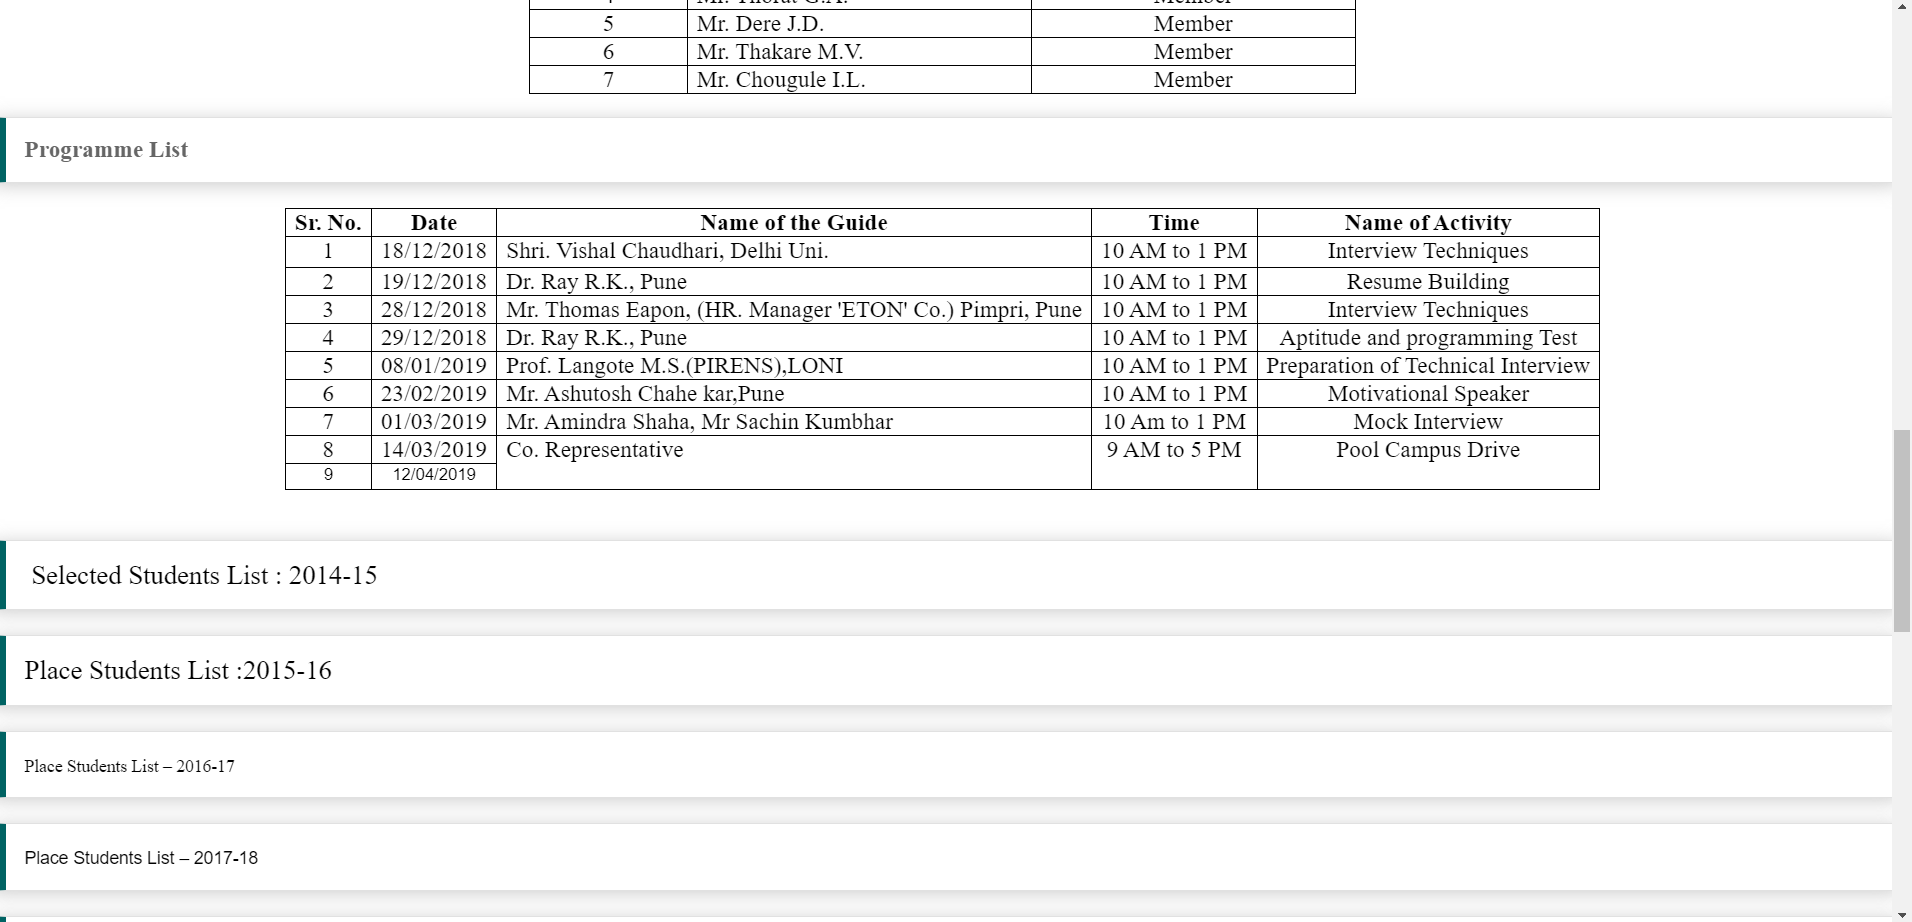 5 Mr. Dere J.D. Member
6 Mr. Thakare M.V. Member
7 Mr. Chougule I.L. Member
Programme List
Sr. No. Date Name of the Guide Time Name of Activity
1 18/12/2018 Shri. Vishal Chaudhari, Delhi Uni. 10 AM to 1 PM Interview Techniques
2 19/12/2018 Dr. Ray R.K., Pune 10 AM to 1 PM Resume Building
3 28/12/2018 Mr. Thomas Eapon, (HR. Manager 'ETON' Co.) Pimpri, Pune 10 AM to 1 PM Interview Techniques
4 29/12/2018 Dr. Ray R.K., Pune 10 AM to 1 PM Aptitude and programming Test
5 08/01/2019 Prof. Langote M.S.(PIRENS),LONI 10 AM to 1 PM Preparation of Technical Interview
6 23/02/2019 Mr. Ashutosh Chahe kar,Pune 10 AM to 1 PM Motivational Speaker
7 01/03/2019 Mr. Amindra Shaha, Mr Sachin Kumbhar 10 Am to 1 PM Mock Interview
8 14/03/2019 Co. Representative 9 AM to 5 PM Pool Campus Drive
9 12/04/2019
Selected Students List : 2014-15
Place Students List :2015-16
Place Students List – 2016-17
Place Students List – 2017-18